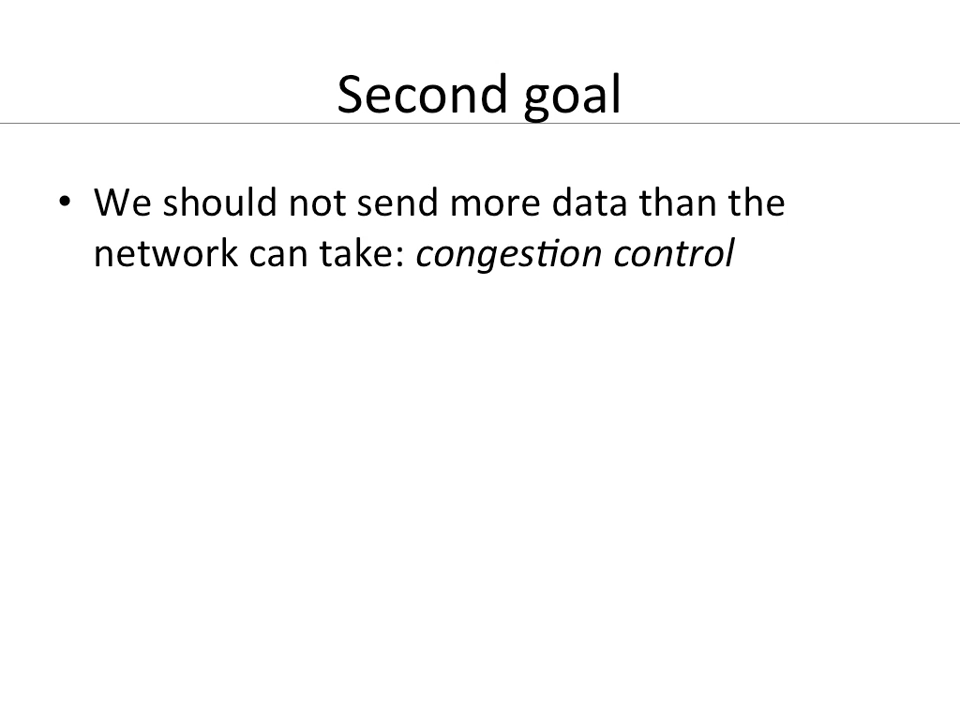 Second goal
• We should not send more data than the
network can take: congestion control